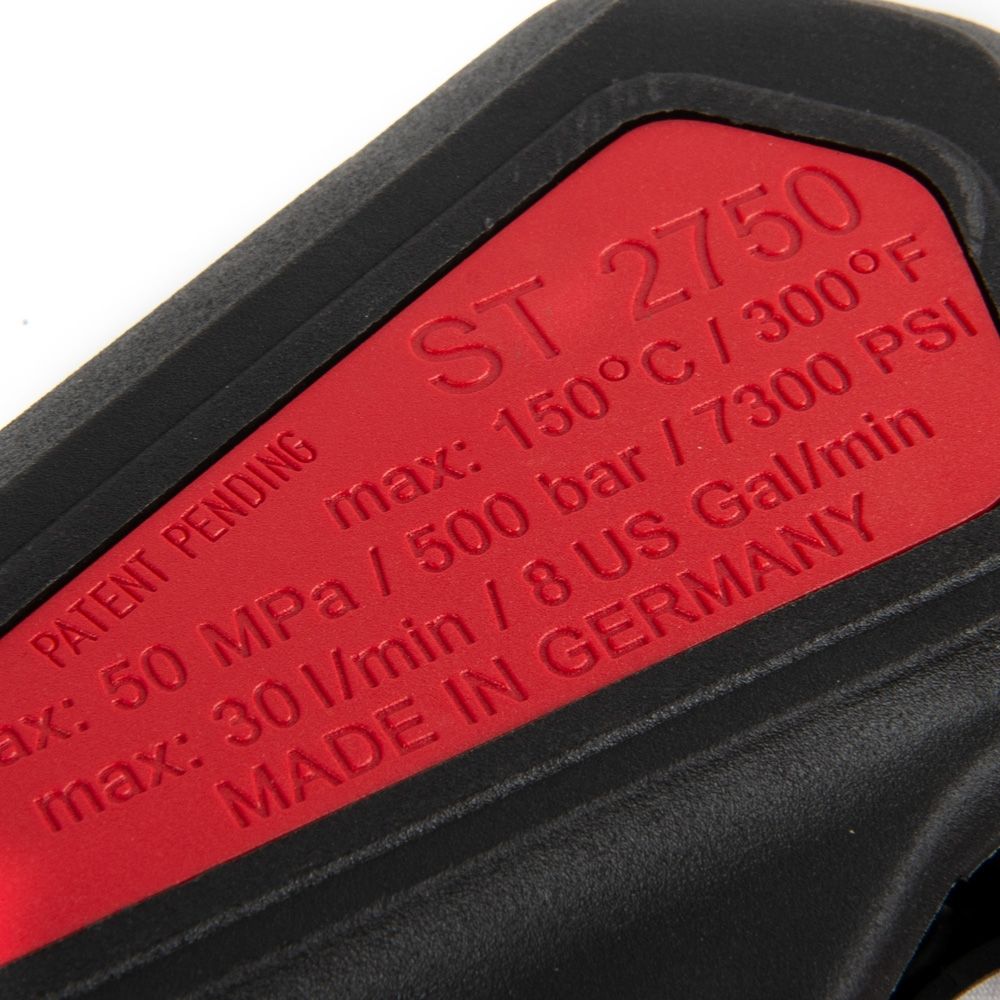 ST 2750
max: 150°C / 300°F
max: 50 MPa / 500 bar / 7300 PSI
max: 30 l/min / 8 US Gal/min
MADE IN GERMANY
PATENT PENDING